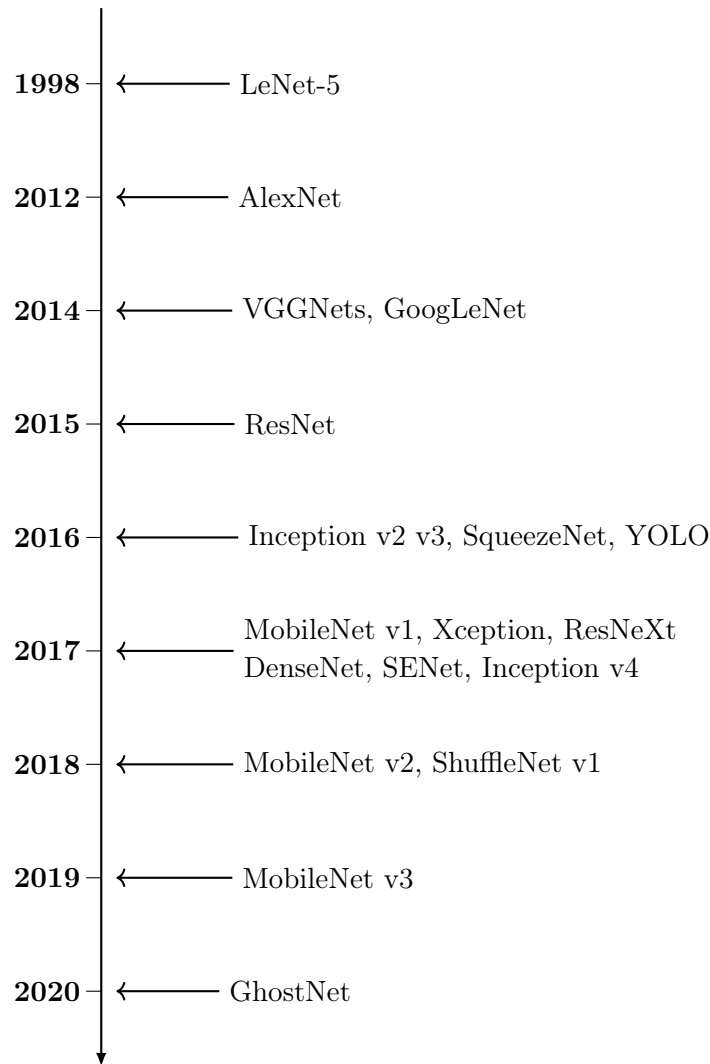 1998 LeNet-5
2012 AlexNet
2014 VGGNets, GoogLeNet
2015 ResNet
2016 Inception v2 v3, SqueezeNet, YOLO
2017 MobileNet v1, Xception, ResNeXt
DenseNet, SENet, Inception v4
2018 MobileNet v2, ShuffleNet v1
2019 MobileNet v3
2020 GhostNet